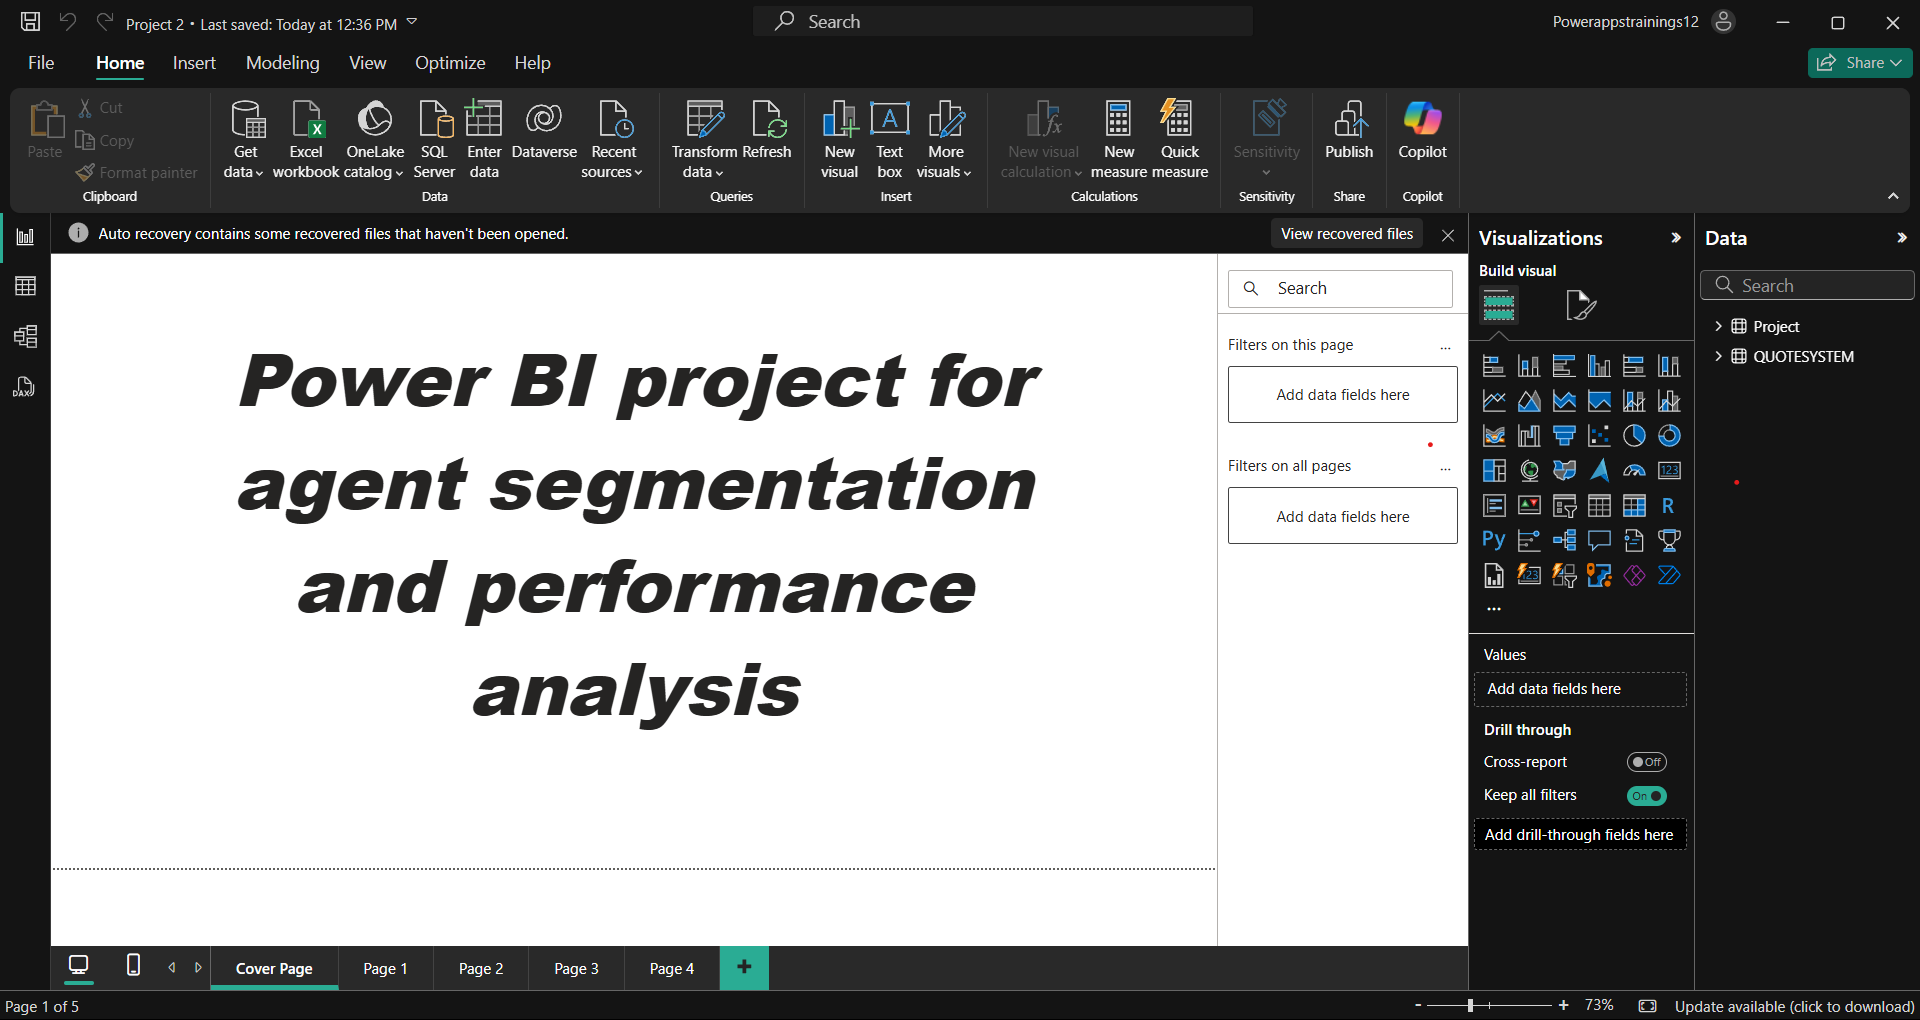 Project 2 • Last saved: Today at 12:36 PM
Search
Powerappstrainings12
File Home Insert Modeling View Optimize Help
Share
Paste
Cut
Copy
Format painter
Clipboard
Get data
Excel workbook
OneLake catalog
SQL Server
Enter data
Dataverse
Recent sources
Data
Transform data
Refresh
Queries
New visual
Text box
More visuals
Insert
New visual calculation
New measure
Quick measure
Calculations
Sensitivity
Sensitivity
Publish
Share
Copilot
Copilot
Auto recovery contains some recovered files that haven't been opened.
View recovered files
DAX
Power BI project for
agent segmentation
and performance
analysis
Search
Filters on this page ...
Add data fields here
Filters on all pages ...
Add data fields here
Visualizations
Build visual
123
R
Py
123
...
Values
Add data fields here
Drill through
Cross-report Off
Keep all filters On
Add drill-through fields here
Data
Search
Project
QUOTESYSTEM
Cover Page Page 1 Page 2 Page 3 Page 4 +
Page 1 of 5
- + 73%
Update available (click to download)